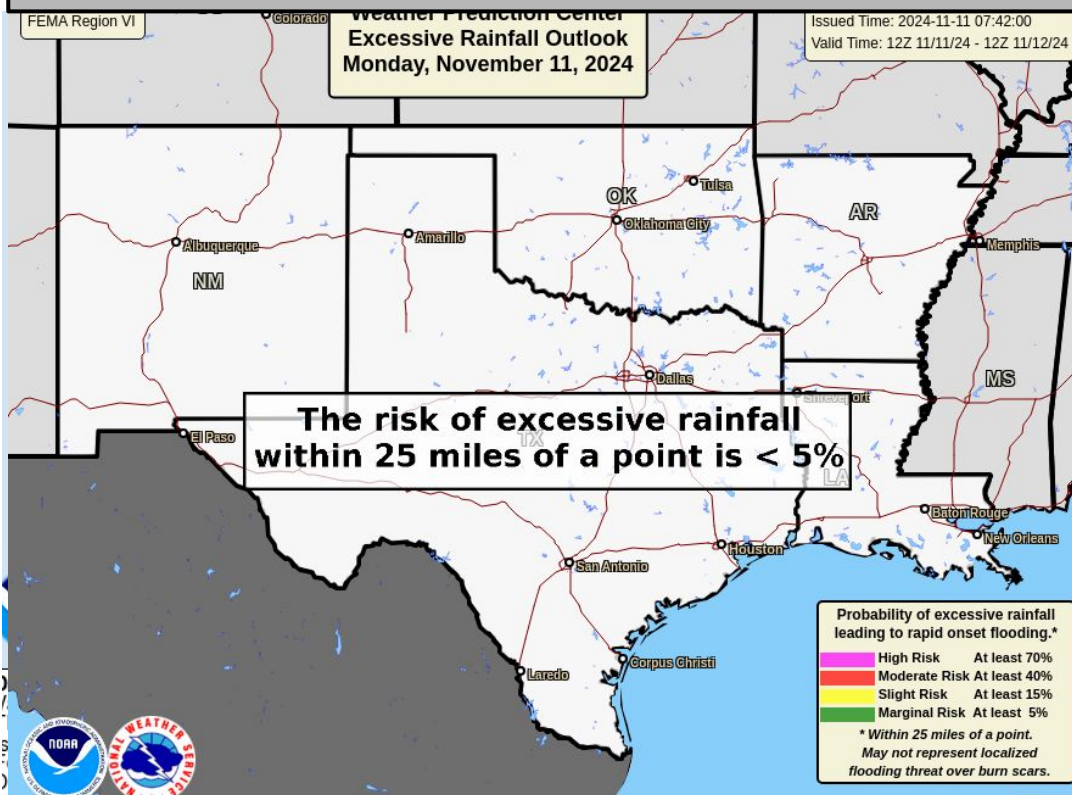 FEMA Region VI
Weather Prediction Center
Excessive Rainfall Outlook
Monday, November 11, 2024
Issued Time: 2024-11-11 07:42:00
Valid Time: 12Z 11/11/24 - 12Z 11/12/24
Colorado
Tulsa
OK
Oklahoma City
AR
Amarillo
Albuquerque
Memphis
NM
Dallas
MS
Shreveport
The risk of excessive rainfall
within 25 miles of a point is < 5%
TX
El Paso
LA
Baton Rouge
New Orleans
Houston
San Antonio
Corpus Christi
Laredo
Probability of excessive rainfall
leading to rapid onset flooding.*
High Risk At least 70%
Moderate Risk At least 40%
Slight Risk At least 15%
Marginal Risk At least 5%
* Within 25 miles of a point.
May not represent localized
flooding threat over burn scars.
NOAA
NATIONAL WEATHER SERVICE